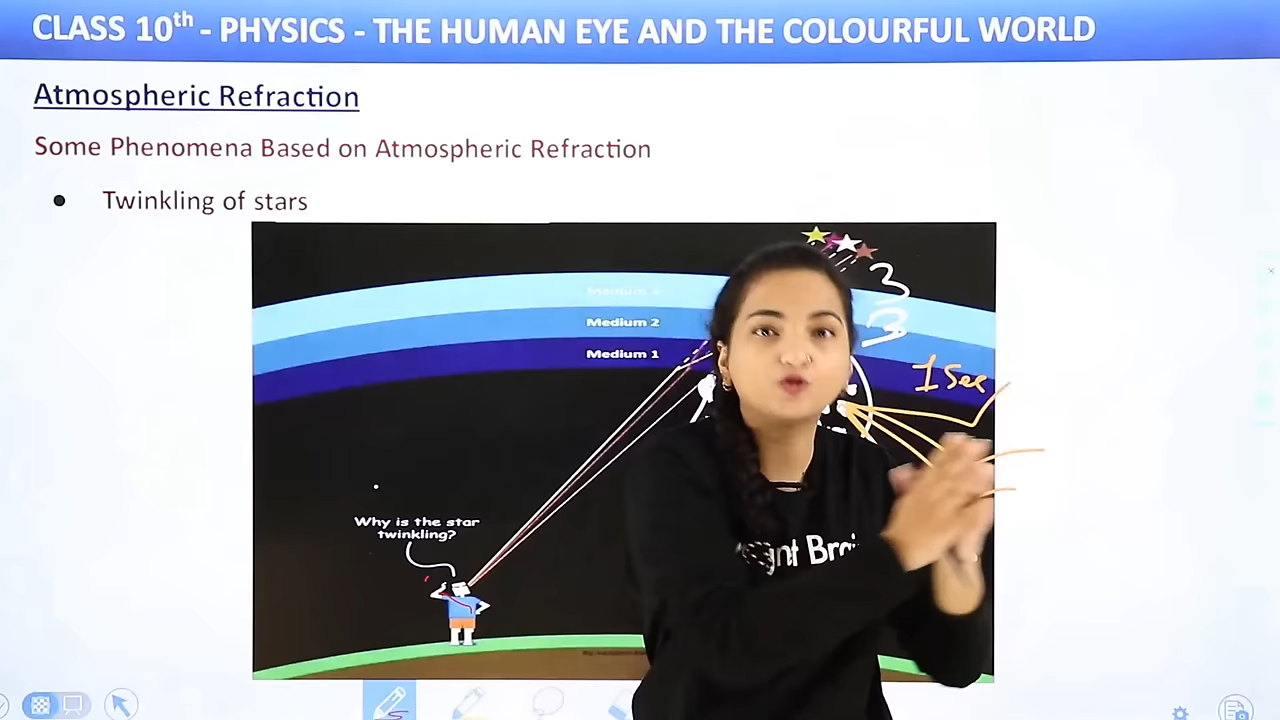 CLASS 10th - PHYSICS - THE HUMAN EYE AND THE COLOURFUL WORLD
Atmospheric Refraction
Some Phenomena Based on Atmospheric Refraction
● Twinkling of stars
3
3
Medium 2
Medium 1
1 Sec
Why is the star
twinkling?